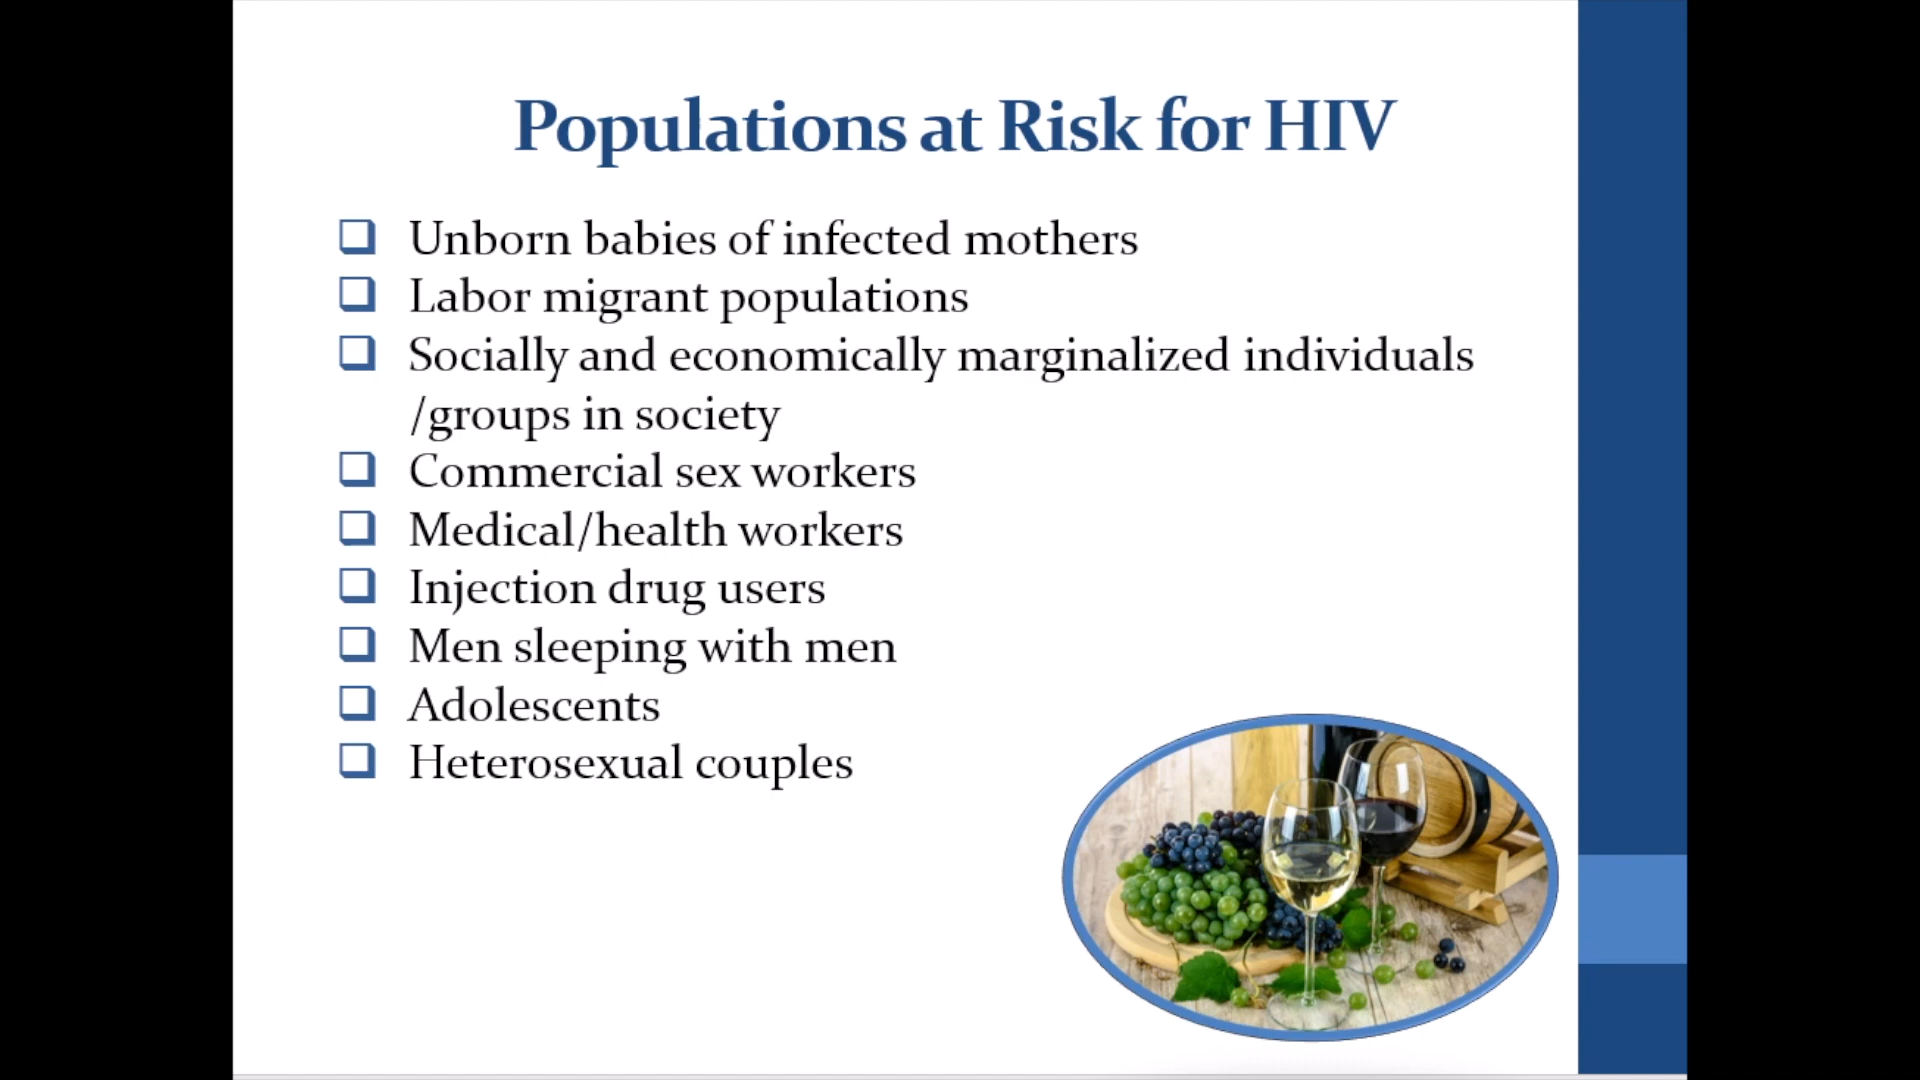 Populations at Risk for HIV
Unborn babies of infected mothers
Labor migrant populations
Socially and economically marginalized individuals
/groups in society
Commercial sex workers
Medical/health workers
Injection drug users
Men sleeping with men
Adolescents
Heterosexual couples